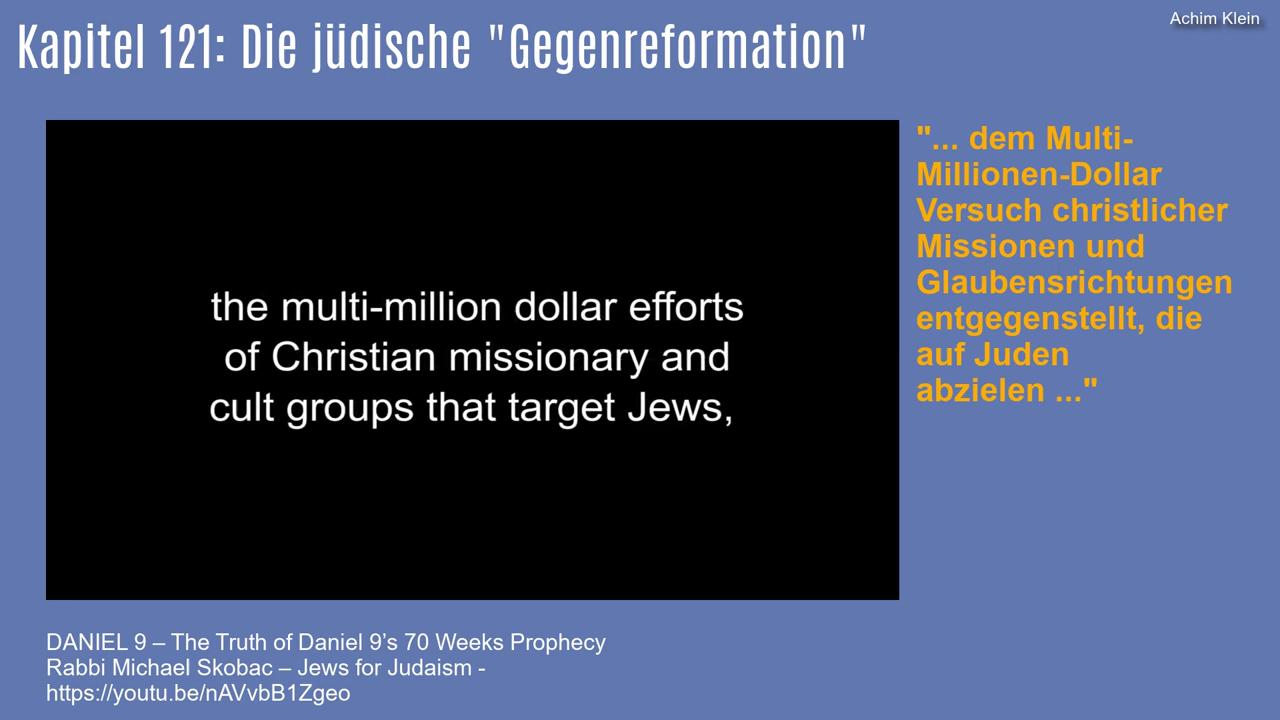 Achim Klein
Kapitel 121: Die jüdische "Gegenreformation"
the multi-million dollar efforts
of Christian missionary and
cult groups that target Jews,
"... dem Multi-
Millionen-Dollar
Versuch christlicher
Missionen und
Glaubensrichtungen
entgegenstellt, die
auf Juden
abzielen ..."
DANIEL 9 – The Truth of Daniel 9’s 70 Weeks Prophecy
Rabbi Michael Skobac – Jews for Judaism -
https://youtu.be/nAVvbB1Zgeo